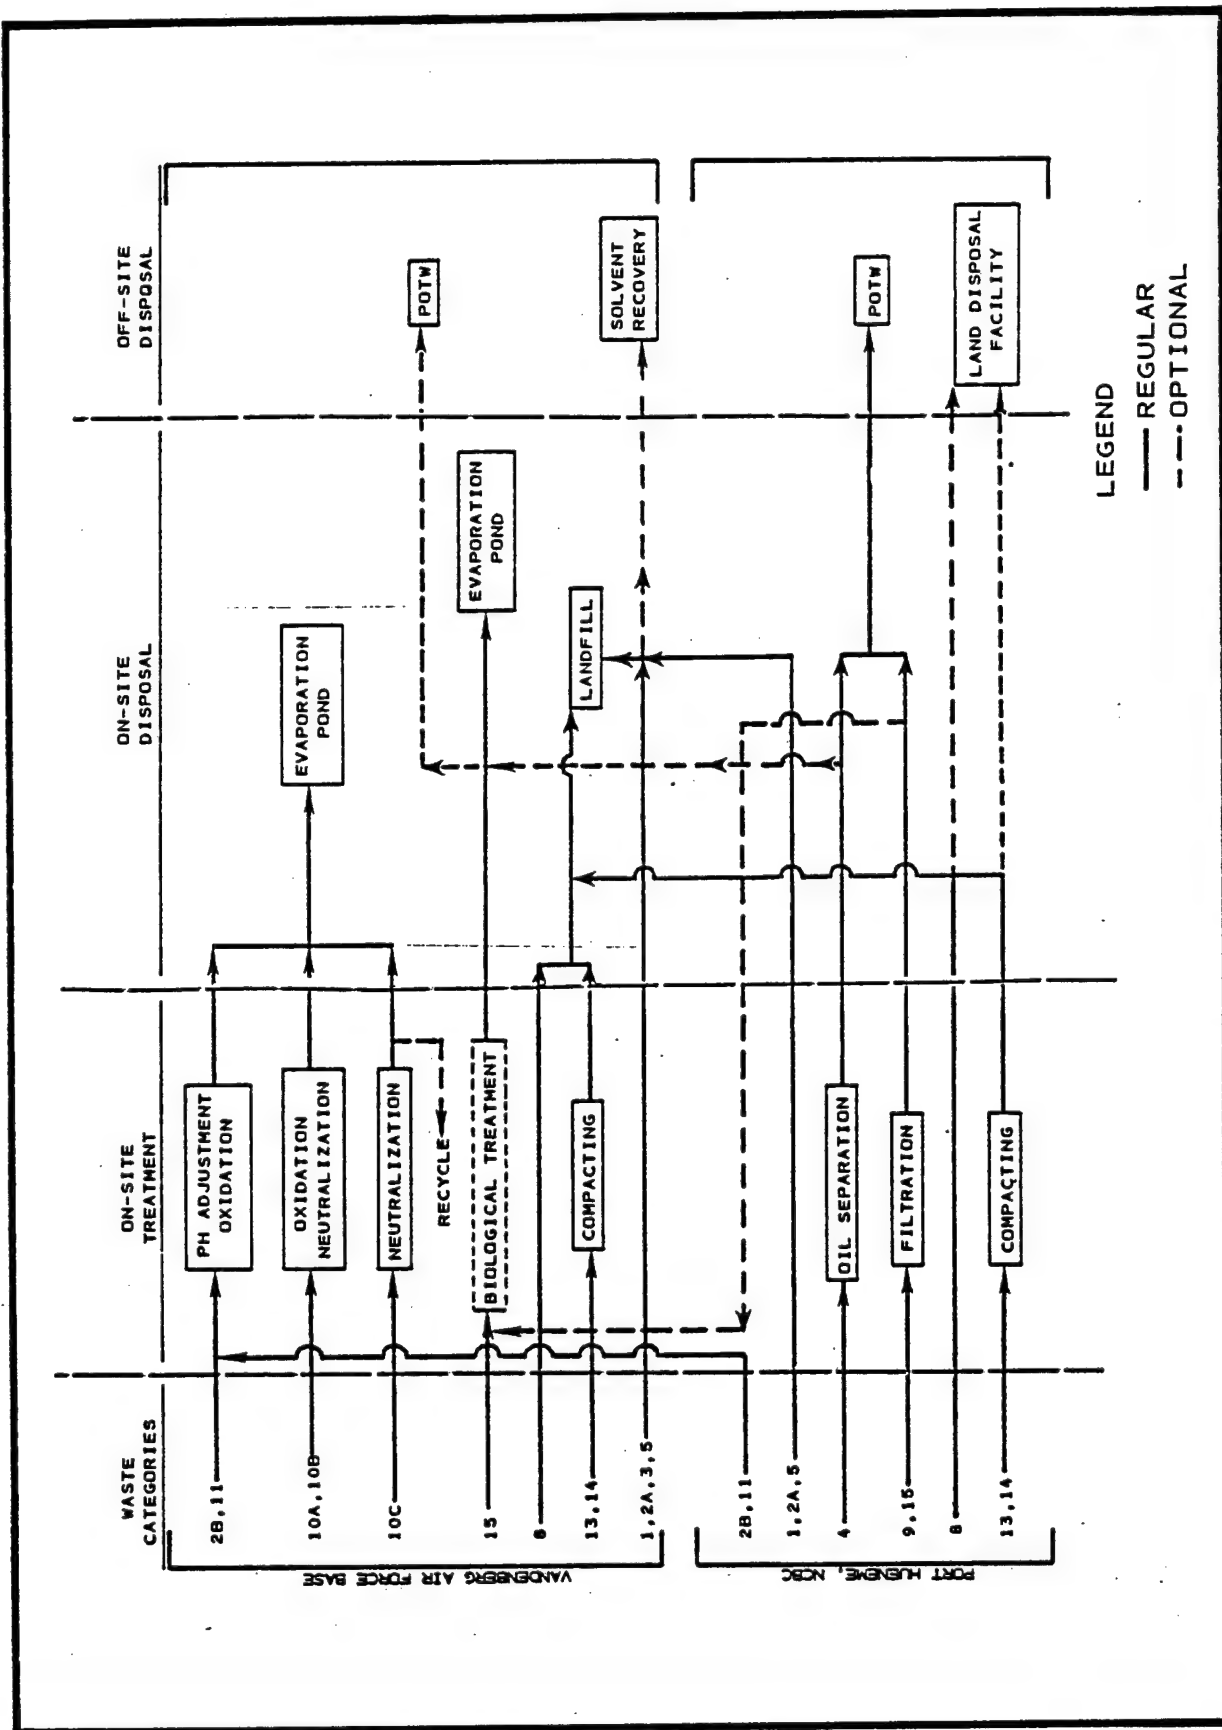 WASTE
CATEGORIES
ON-SITE
TREATMENT
ON-SITE
DISPOSAL
OFF-SITE
DISPOSAL
VANDENBERG AIR FORCE BASE
2B,11
PH ADJUSTMENT
OXIDATION
10A,10B
OXIDATION
NEUTRALIZATION
EVAPORATION
POND
10C
NEUTRALIZATION
RECYCLE
POTW
15
BIOLOGICAL TREATMENT
EVAPORATION
POND
8
13,14
COMPACTING
LANDFILL
1,2A,3,5
SOLVENT
RECOVERY
PORT HUENEME, NCBC
2B,11
1,2A,5
4
OIL SEPARATION
9,15
FILTRATION
POTW
8
13,14
COMPACTING
LAND DISPOSAL
FACILITY
LEGEND
REGULAR
OPTIONAL